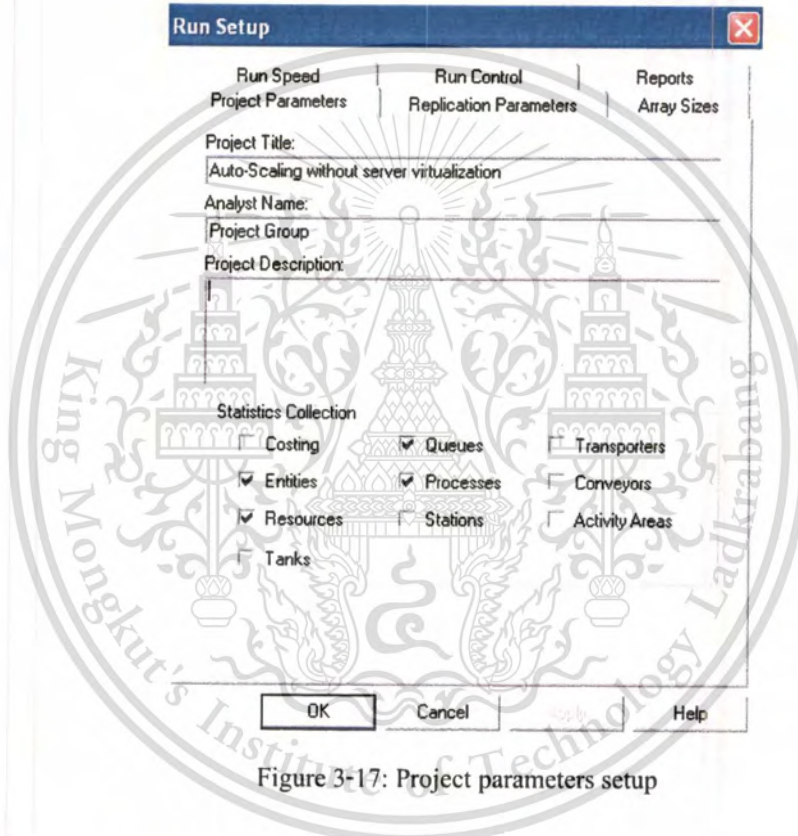 Run Setup
Run Speed Run Control Reports
Project Parameters Replication Parameters Array Sizes
Project Title:
Auto-Scaling without server virtualization
Analyst Name:
Project Group
Project Description:
Statistics Collection
Costing Queues Transporters
Entities Processes Conveyors
Resources Stations Activity Areas
Tanks
OK Cancel Apply Help
Figure 3-17: Project parameters setup
King Mongkut's Institute of Technology Ladkrabang